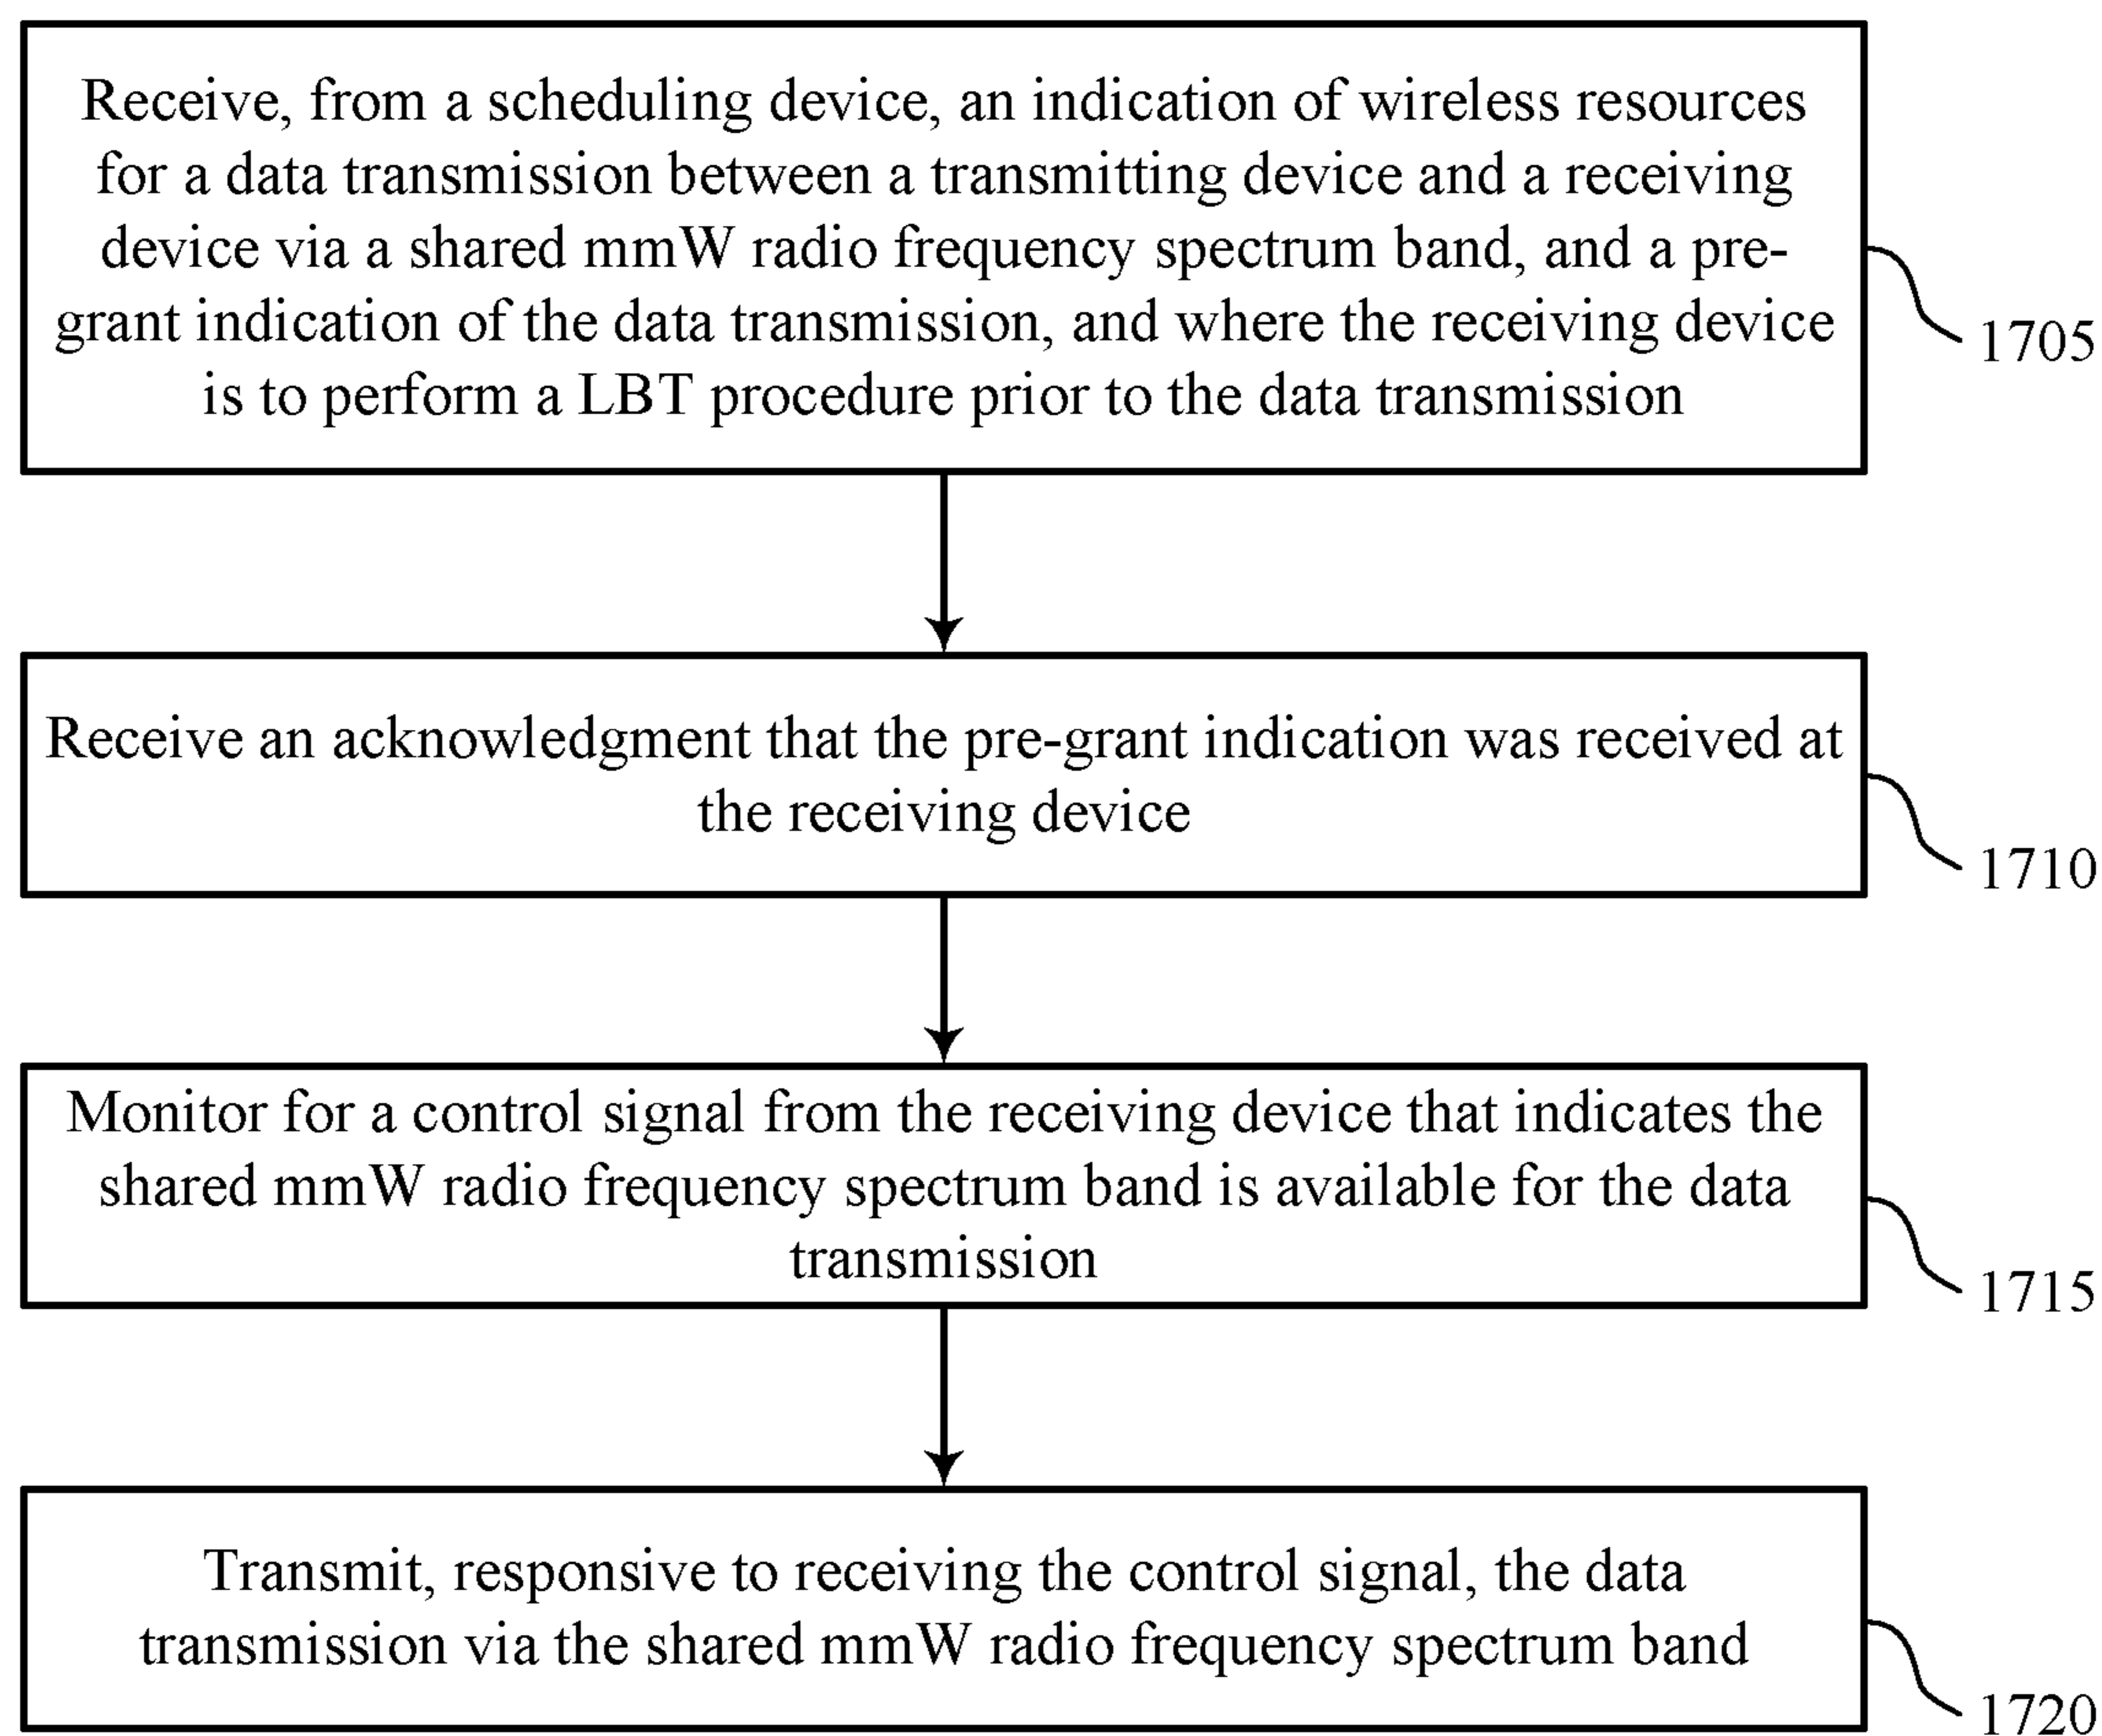 Receive, from a scheduling device, an indication of wireless resources
for a data transmission between a transmitting device and a receiving
device via a shared mmW radio frequency spectrum band, and a pre-
grant indication of the data transmission, and where the receiving device
is to perform a LBT procedure prior to the data transmission
1705
Receive an acknowledgment that the pre-grant indication was received at
the receiving device
1710
Monitor for a control signal from the receiving device that indicates the
shared mmW radio frequency spectrum band is available for the data
transmission
1715
Transmit, responsive to receiving the control signal, the data
transmission via the shared mmW radio frequency spectrum band
1720